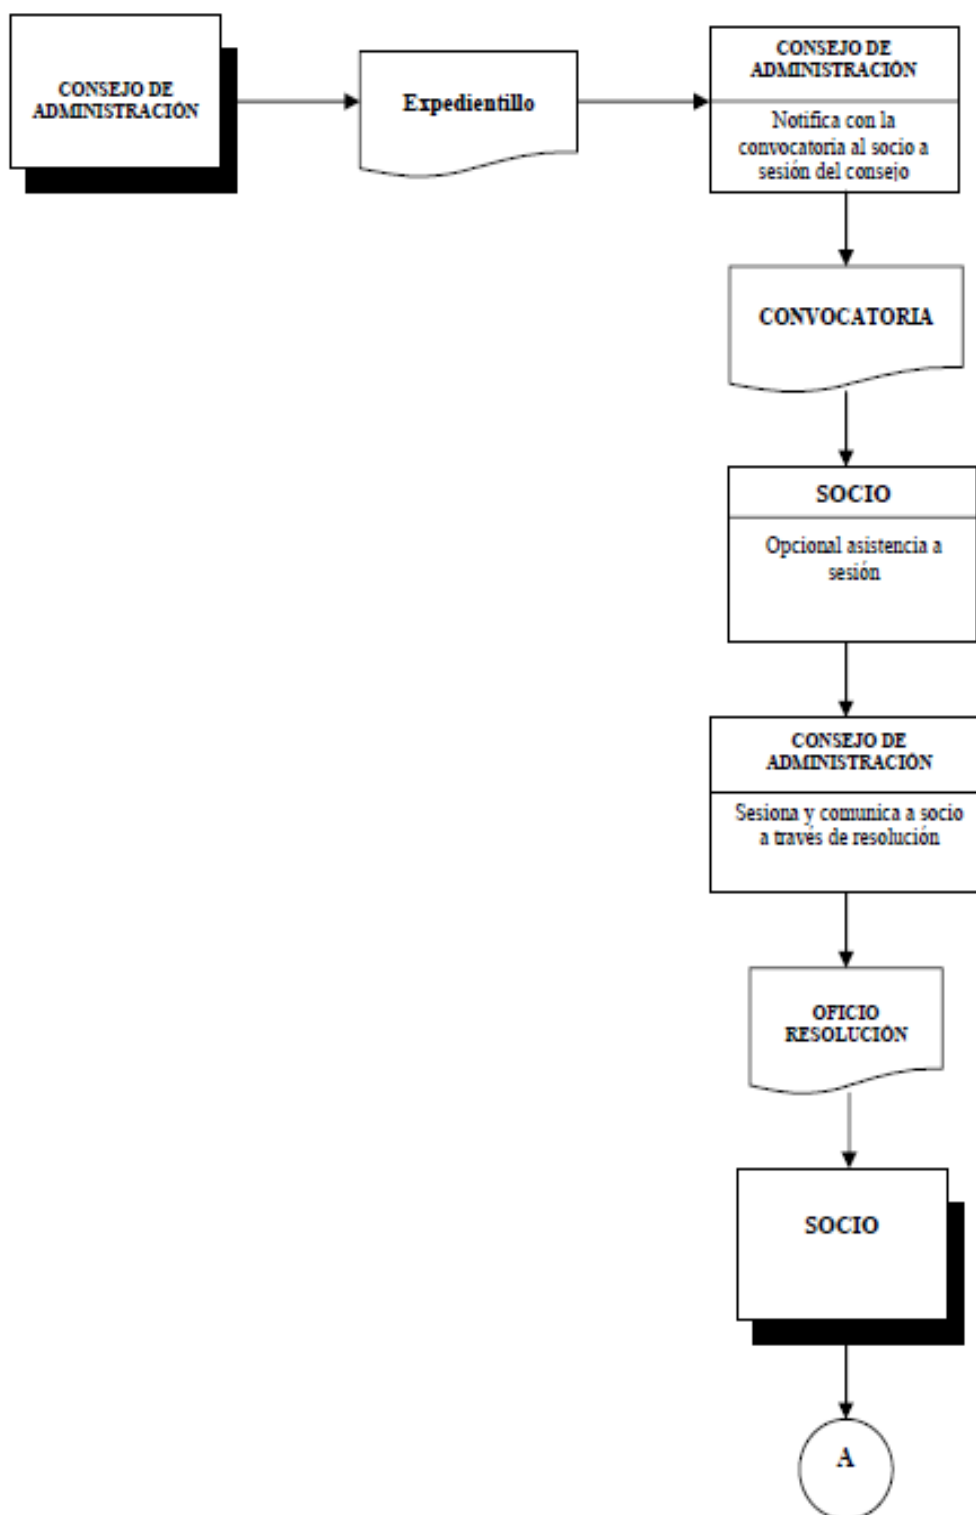 CONSEJO DE
ADMINISTRACIÓN
Expedientillo
CONSEJO DE
ADMINISTRACIÓN
Notifica con la
convocatoria al socio a
sesión del consejo
CONVOCATORIA
SOCIO
Opcional asistencia a
sesión
CONSEJO DE
ADMINISTRACIÓN
Sesiona y comunica a socio
a través de resolución
OFICIO
RESOLUCIÓN
SOCIO
A